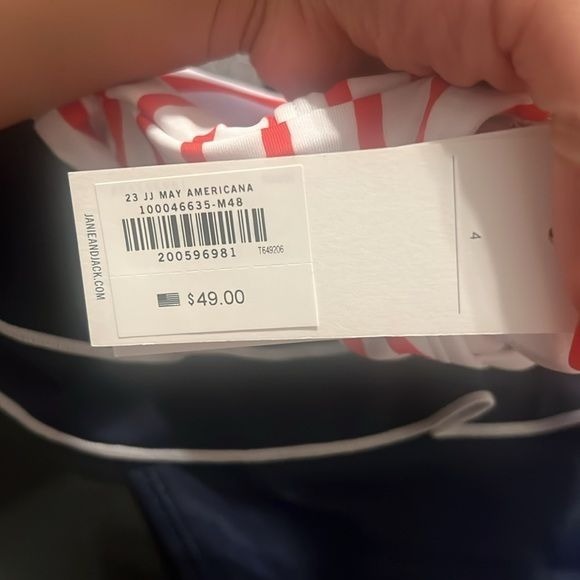 23 JJ MAY AMERICANA
100046635-M48
200596981
T649206
$49.00
JANIEANDJACK.COM
4